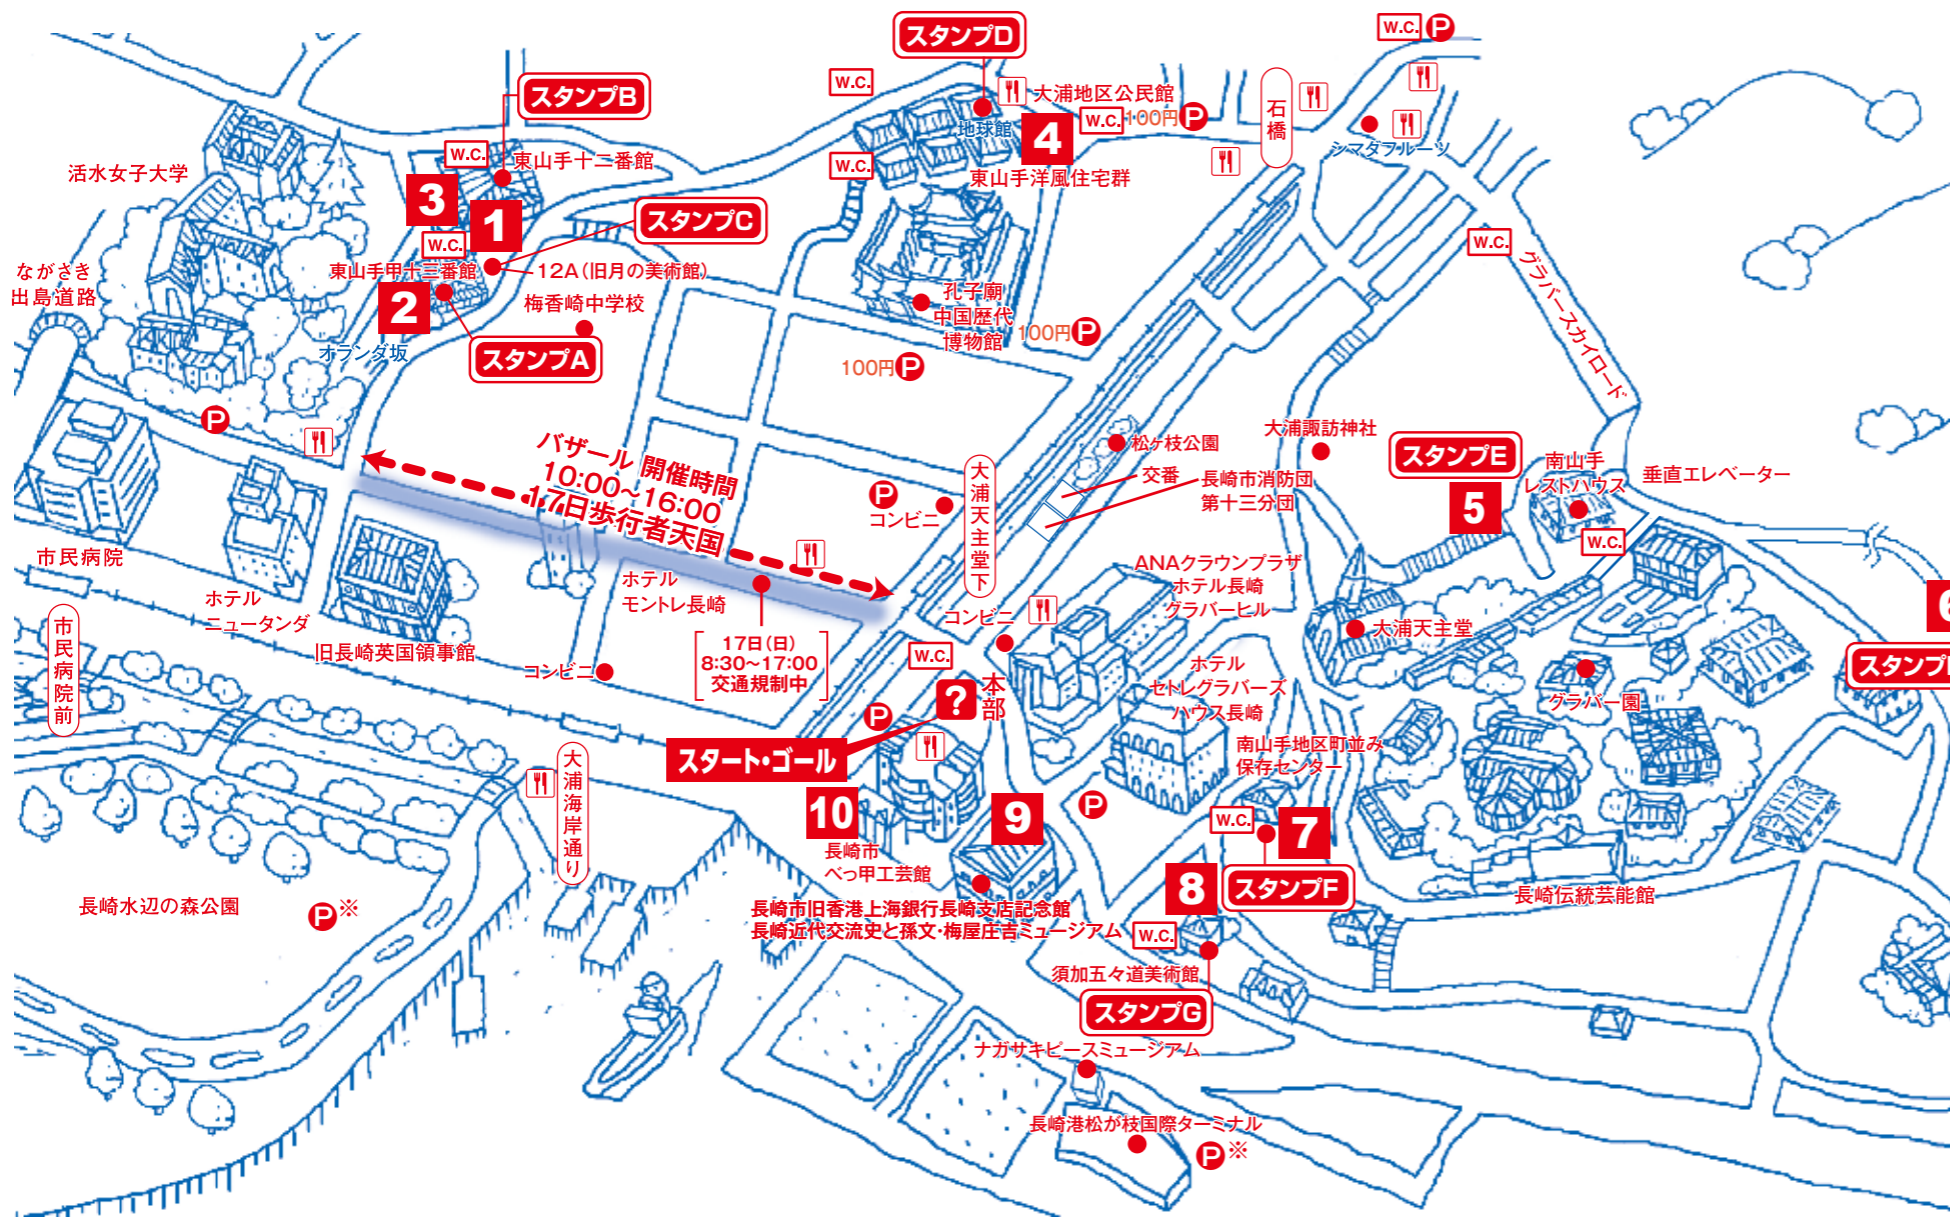 スタンプD
W.C. P
スタンプB
W.C.
大浦地区公民館
W.C. 100円 P
石橋
地球館
4
シマダフルーツ
活水女子大学
W.C.
東山手十二番館
W.C.
東山手洋風住宅群
3
1
スタンプC
W.C.
W.C.
東山手甲十三番館
12A(旧月の美術館)
ながさき
出島道路
2
梅香崎中学校
孔子廟
中国歴代
博物館
100円 P
グラバースカイロード
オランダ坂
スタンプA
100円 P
P
バザール 開催時間
10:00~16:00
17日歩行者天国
松ヶ枝公園
大浦諏訪神社
スタンプE
南山手
レストハウス
垂直エレベーター
大浦天主堂下
交番
長崎市消防団
第十三分団
P
コンビニ
5
W.C.
市民病院
ホテル
ニュータンダ
ホテル
モントレ長崎
ANAクラウンプラザ
ホテル長崎
グラバーヒル
市民病院前
旧長崎英国領事館
コンビニ
コンビニ
17日(日)
8:30~17:00
交通規制中
W.C.
大浦天主堂
6
?
本部
ホテル
セトレグラバーズ
ハウス長崎
グラバー園
P
スタート・ゴール
大浦海岸通り
南山手地区町並み
保存センター
10
9
P
W.C.
7
長崎市
べっ甲工芸館
8
スタンプF
長崎伝統芸能館
長崎水辺の森公園
P※
長崎市旧香港上海銀行長崎支店記念館
長崎近代交流史と孫文・梅屋庄吉ミュージアム
W.C.
須加五々道美術館
スタンプG
ナガサキピースミュージアム
長崎港松が枝国際ターミナル
P※